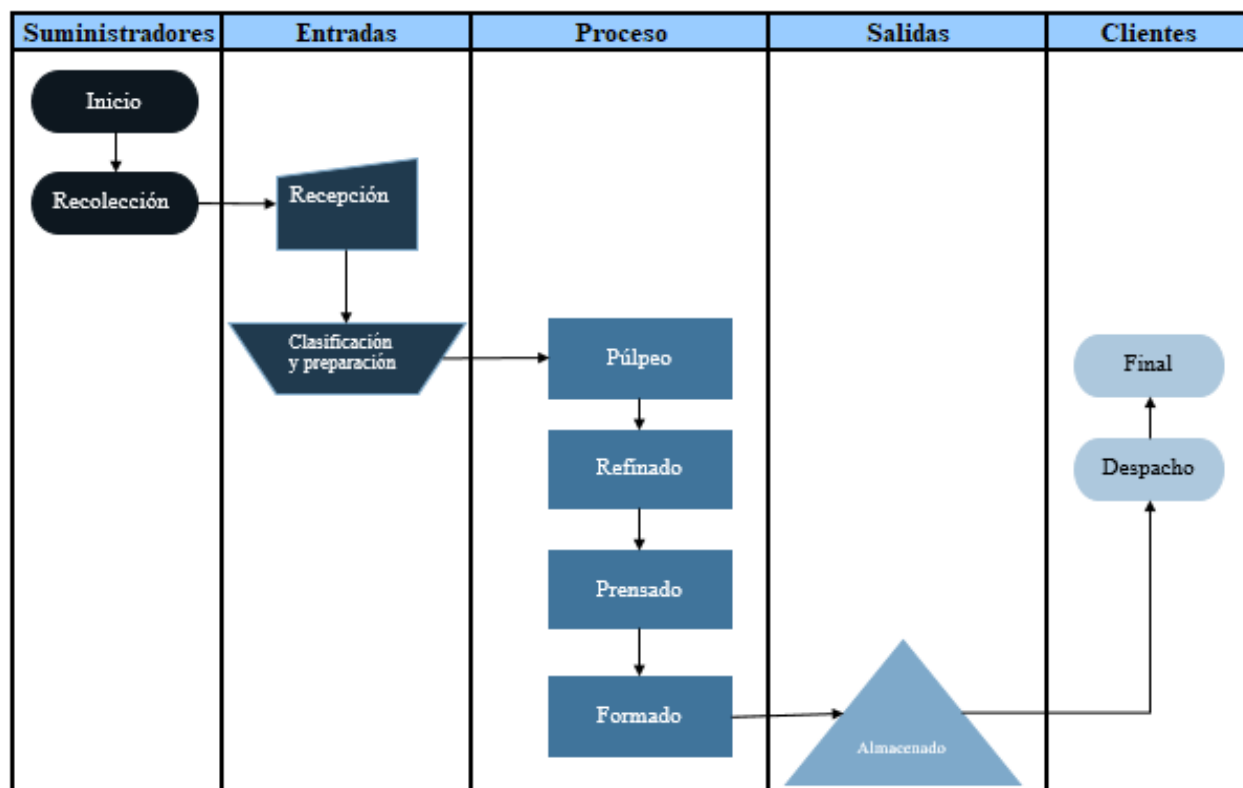 Suministradores
Entradas
Proceso
Salidas
Clientes
Inicio
Recolección
Recepción
Clasificación
y preparación
Púlpeo
Refinado
Prensado
Formado
Almacenado
Final
Despacho